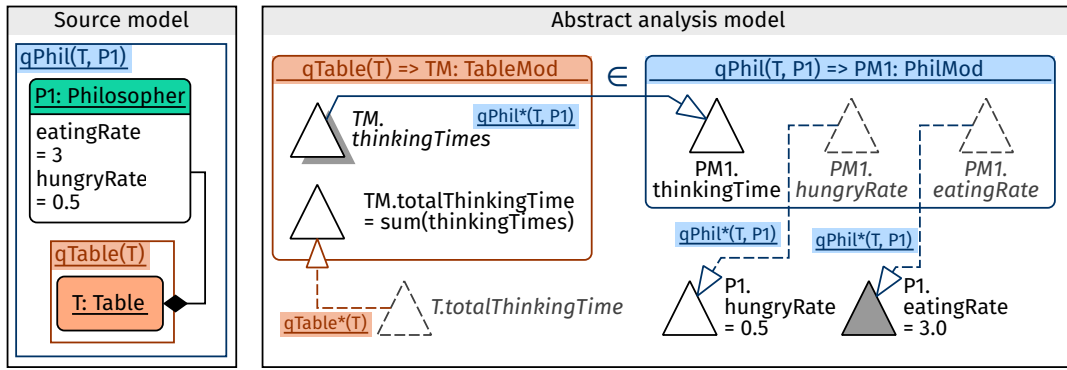 Source model
qPhil(T, P1)
P1: Philosopher
eatingRate
= 3
hungryRate
= 0.5
qTable(T)
T: Table
Abstract analysis model
qTable(T) => TM: TableMod
TM.
thinkingTimes
qPhil*(T, P1)
TM.totalThinkingTime
= sum(thinkingTimes)
qTable*(T)
T.totalThinkingTime
∈
qPhil(T, P1) => PM1: PhilMod
PM1.
thinkingTime
PM1.
hungryRate
PM1.
eatingRate
qPhil*(T, P1)
qPhil*(T, P1)
P1.
hungryRate
= 0.5
P1.
eatingRate
= 3.0